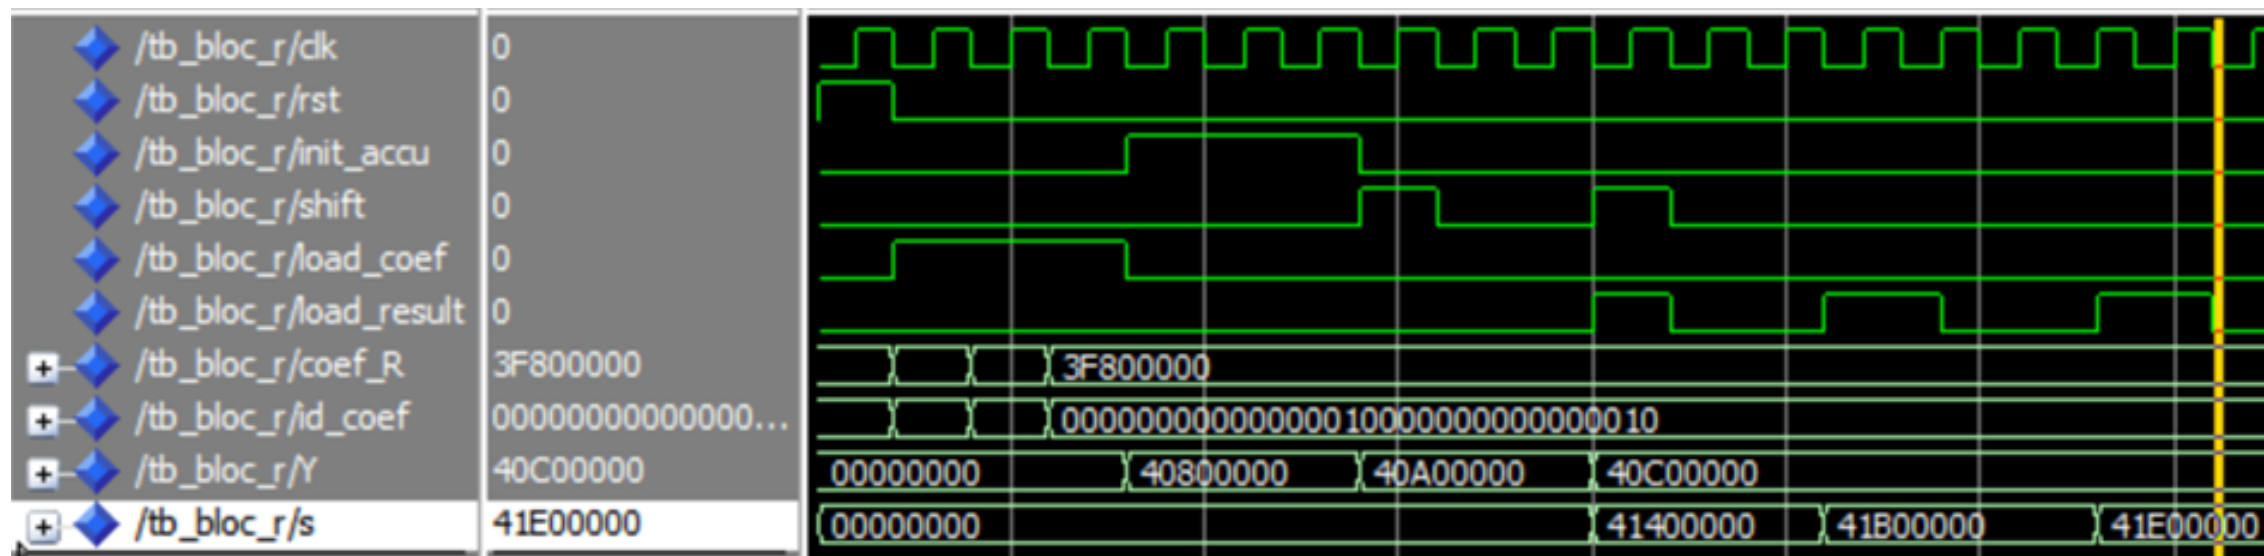 /tb_bloc_r/clk 0
/tb_bloc_r/rst 0
/tb_bloc_r/init_accu 0
/tb_bloc_r/shift 0
/tb_bloc_r/load_coef 0
/tb_bloc_r/load_result 0
/tb_bloc_r/coef_R 3F800000 3F800000
/tb_bloc_r/id_coef 00000000000000... 00000000000000010000000000000010
/tb_bloc_r/Y 40C00000 00000000 40800000 40A00000 40C00000
/tb_bloc_r/s 41E00000 00000000 41400000 41B00000 41E00000